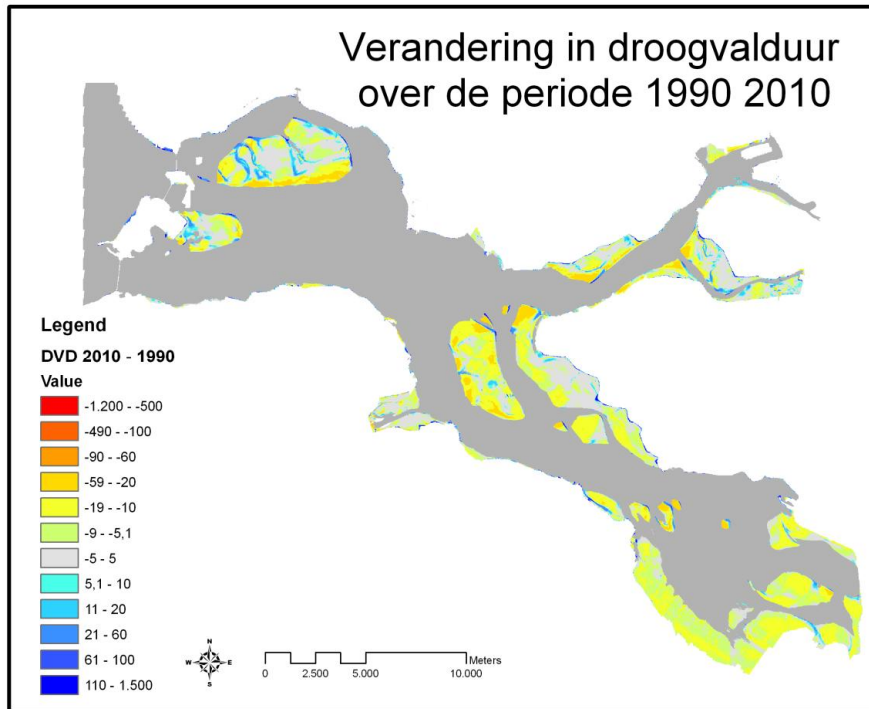 Verandering in droogvalduur
over de periode 1990 2010
Legend
DVD 2010 - 1990
Value
-1.200 - -500
-490 - -100
-90 - -60
-59 - -20
-19 - -10
-9 - -5,1
-5 - 5
5,1 - 10
11 - 20
21 - 60
61 - 100
110 - 1.500
N
W E
S
Meters
0 2.500 5.000 10.000